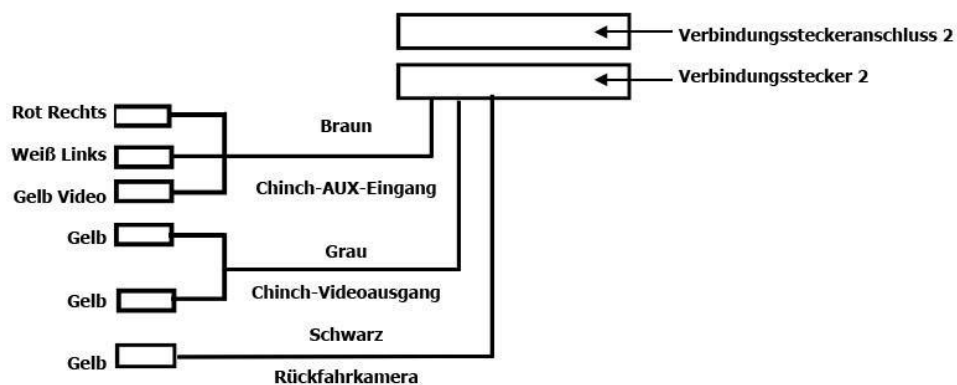 Verbindungssteckeranschluss 2
Verbindungsstecker 2
Rot Rechts
Braun
Weiß Links
Chinch-AUX-Eingang
Gelb Video
Gelb
Grau
Chinch-Videoausgang
Gelb
Schwarz
Gelb
Rückfahrkamera